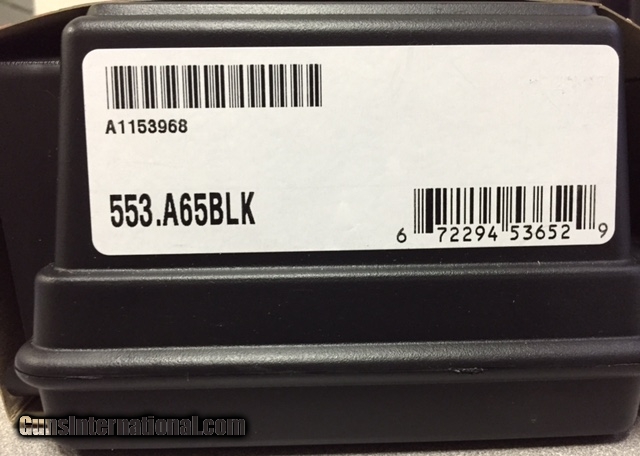 A1153968
553.A65BLK
6 72294 53652 9
GunsInternational.com